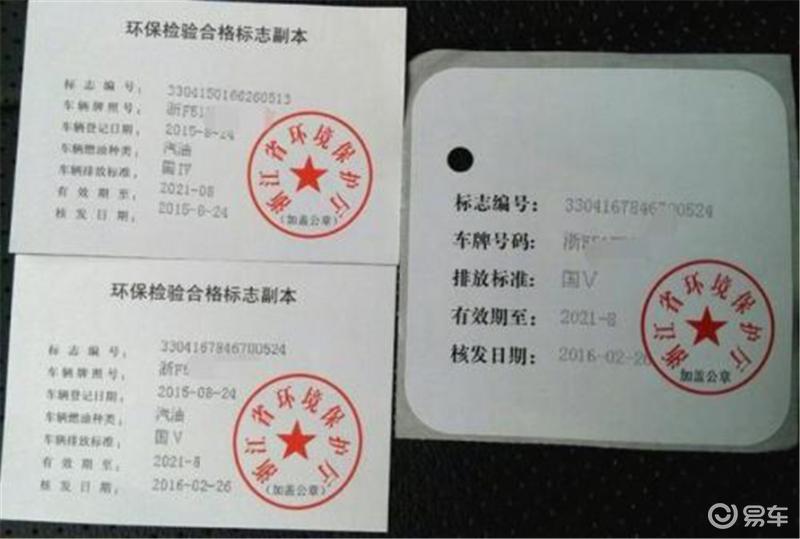 环保检验合格标志副本
标志编号： 3304150166260513
车辆牌照号： 浙F51
车辆登记日期： 2015-8-24
车辆燃油种类： 汽油
车辆排放标准： 国IV
有效期至： 2021-08
核发日期： 2015-8-24
浙江省环境保护厅
（加盖公章）
环保检验合格标志副本
标志编号： 3304167846700524
车辆牌照号： 浙F5
车辆登记日期： 2015-08-24
车辆燃油种类： 汽油
车辆排放标准： 国V
有效期至： 2021-8
核发日期： 2016-02-26
浙江省环境保护厅
（加盖公章）
标志编号： 3304167846700524
车牌号码： 浙F51
排放标准： 国V
有效期至： 2021-8
核发日期： 2016-02-26
浙江省环境保护厅
加盖公章
易车